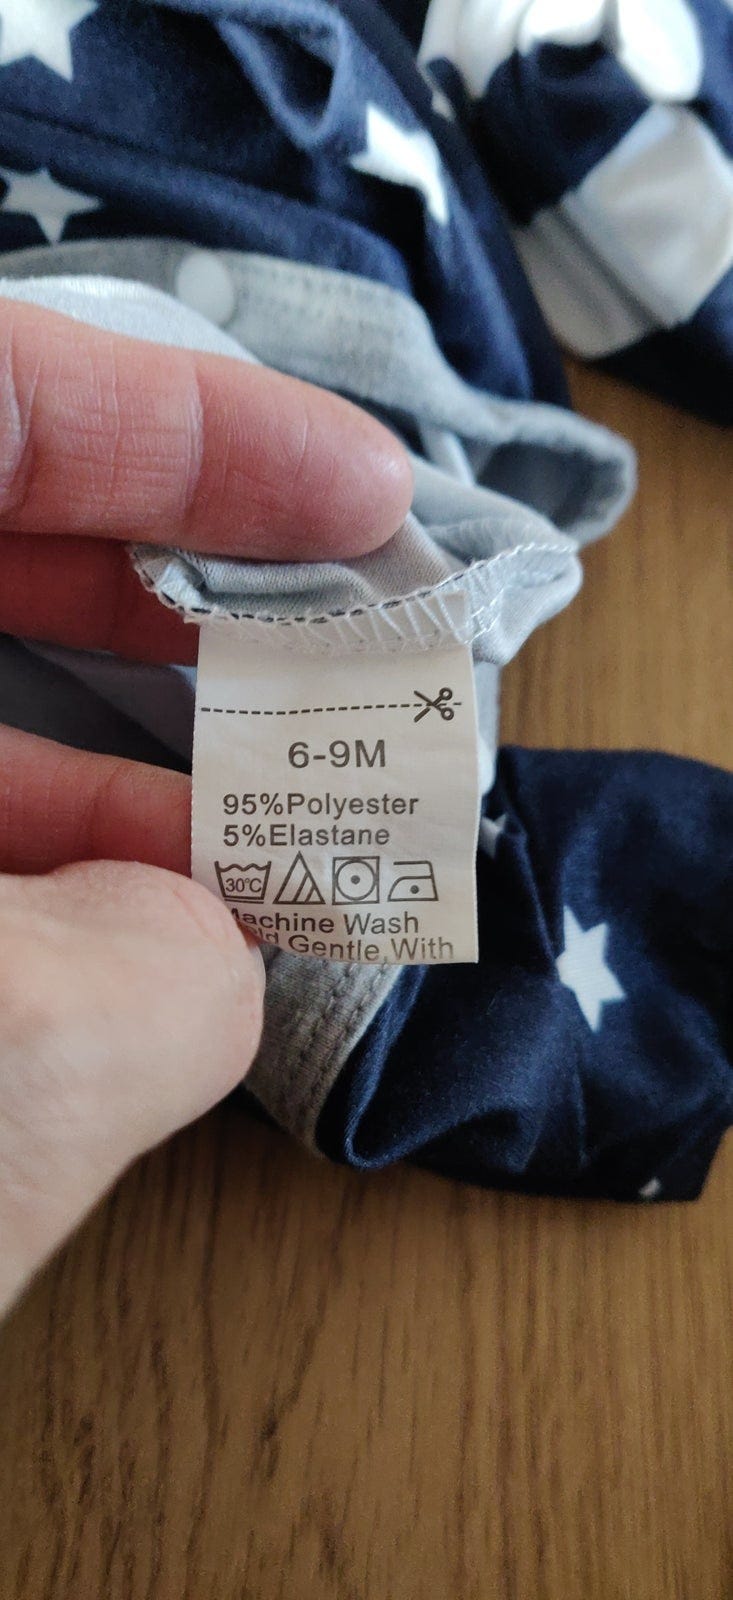 6-9M
95%Polyester
5%Elastane
30°C
Machine Wash
Gentle,With